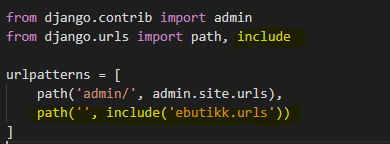 from django.contrib import admin
from django.urls import path, include
urlpatterns = [
    path('admin/', admin.site.urls),
    path('', include('ebutikk.urls'))
]